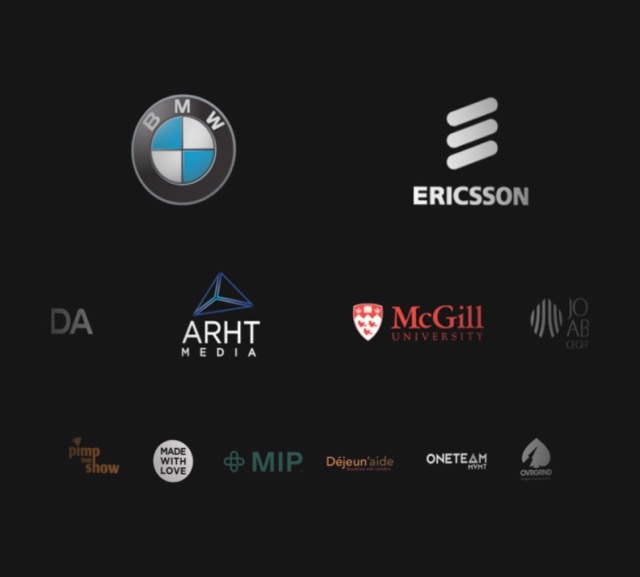 BMW
ERICSSON
DA
ARHT
MEDIA
McGill
UNIVERSITY
JO
AB
CEGEP
pimp
show
MADE
WITH
LOVE
MIP
Déjeun'aide
ONETEAM
MVMT